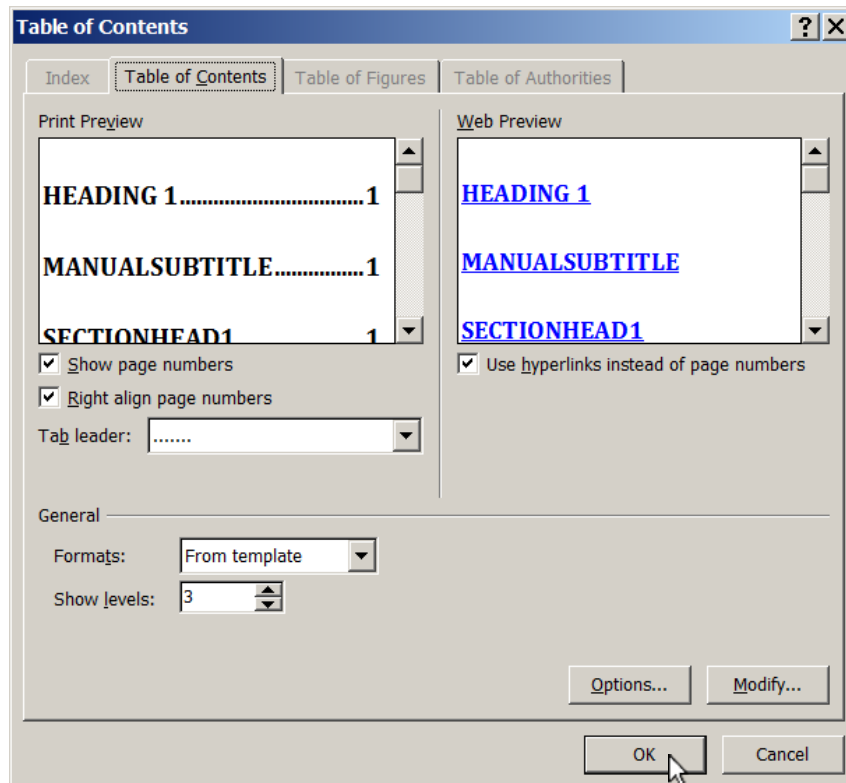 Table of Contents
Index Table of Contents Table of Figures Table of Authorities
Print Preview
HEADING 1..................................1
MANUALSUBTITLE................1
SECTIONHEAD1 1
Show page numbers
Right align page numbers
Tab leader: .......
Web Preview
HEADING 1
MANUALSUBTITLE
SECTIONHEAD1
Use hyperlinks instead of page numbers
General
Formats: From template
Show levels: 3
Options... Modify...
OK Cancel